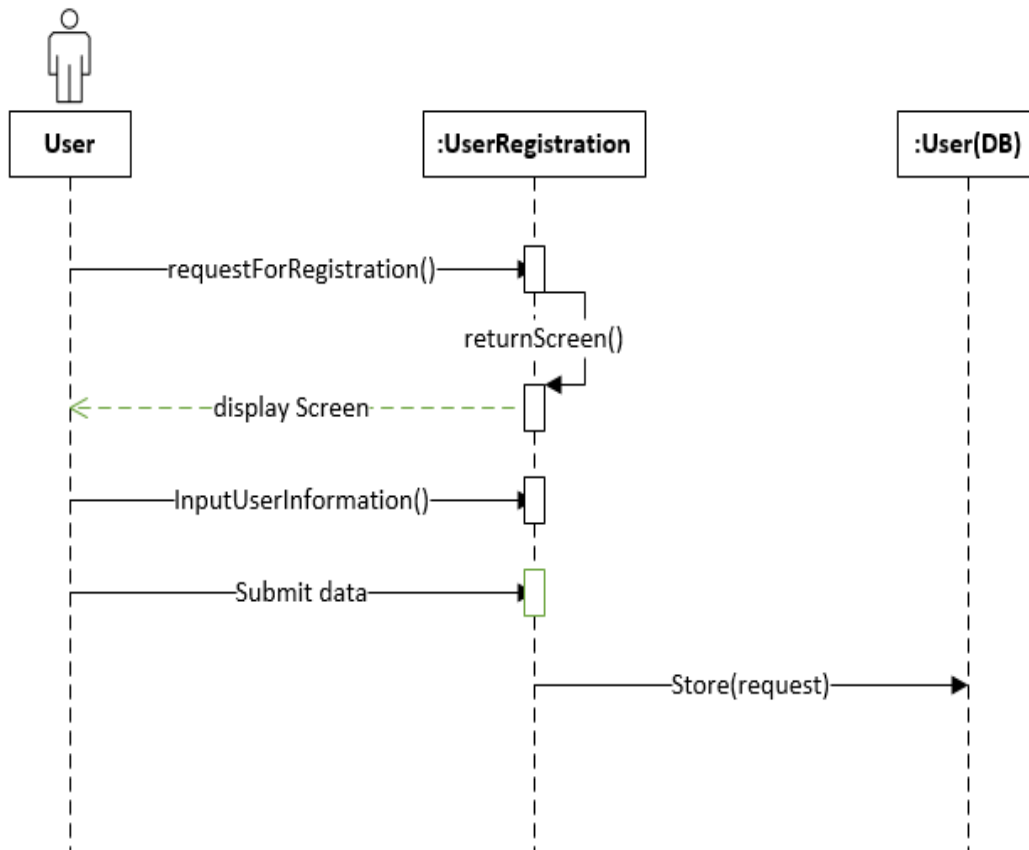 User
:UserRegistration
:User(DB)
requestForRegistration()
returnScreen()
display Screen
InputUserInformation()
Submit data
Store(request)